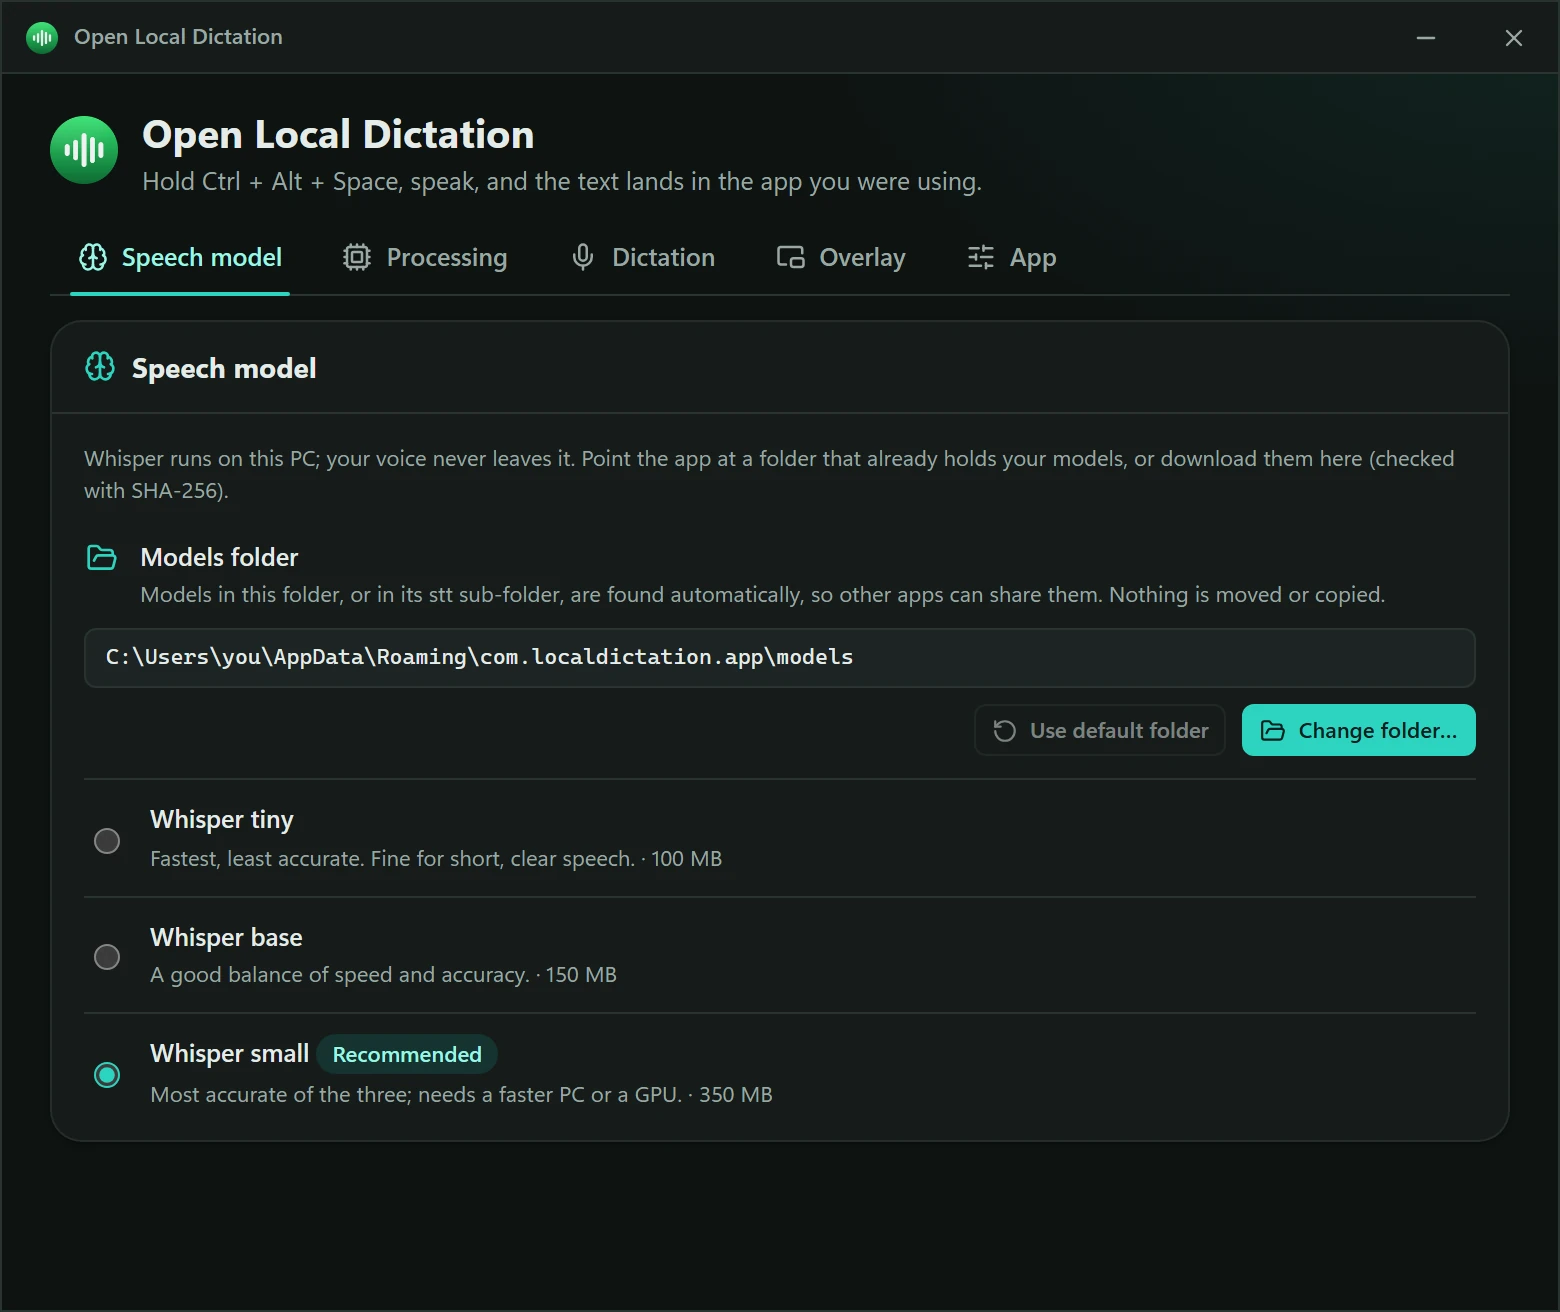 Open Local Dictation
Open Local Dictation
Hold Ctrl + Alt + Space, speak, and the text lands in the app you were using.
Speech model Processing Dictation Overlay App
Speech model
Whisper runs on this PC; your voice never leaves it. Point the app at a folder that already holds your models, or download them here (checked
with SHA-256).
Models folder
Models in this folder, or in its stt sub-folder, are found automatically, so other apps can share them. Nothing is moved or copied.
C:\Users\you\AppData\Roaming\com.localdictation.app\models
Use default folder Change folder...
Whisper tiny
Fastest, least accurate. Fine for short, clear speech. · 100 MB
Whisper base
A good balance of speed and accuracy. · 150 MB
Whisper small Recommended
Most accurate of the three; needs a faster PC or a GPU. · 350 MB